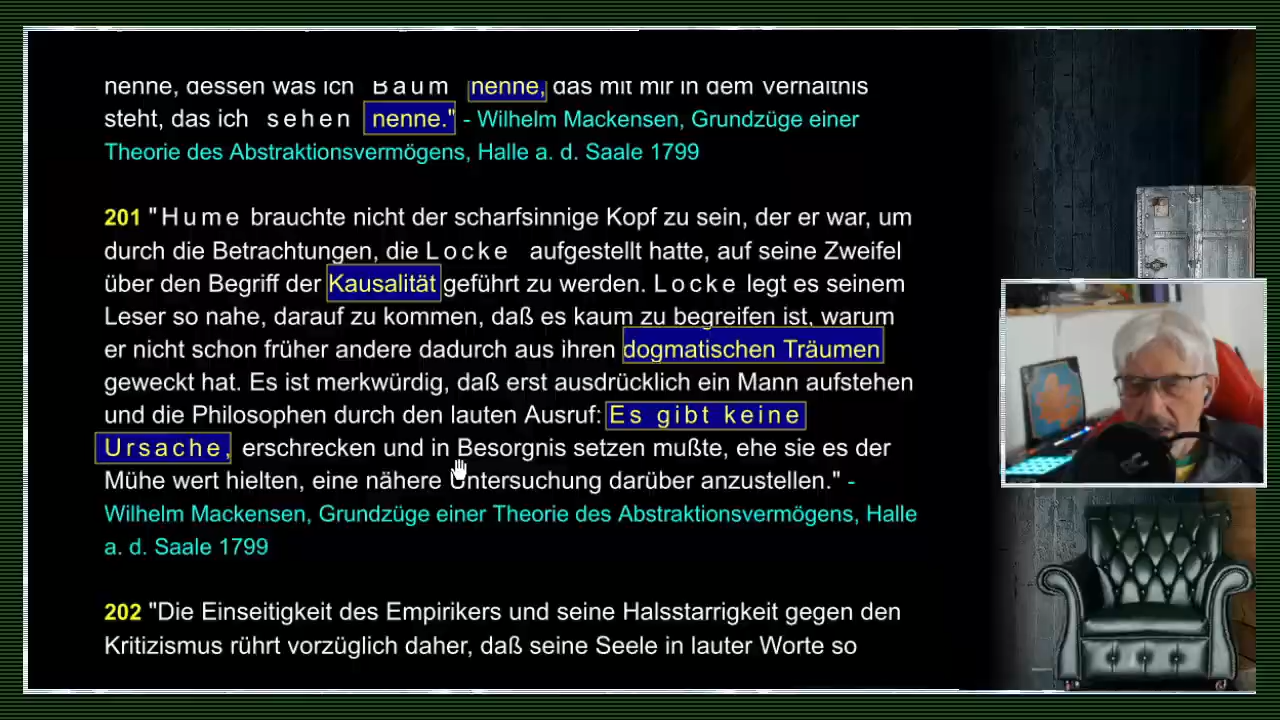 nenne, dessen was ich Baum nenne, das mit mir in dem Verhältnis
steht, das ich sehen nenne." - Wilhelm Mackensen, Grundzüge einer
Theorie des Abstraktionsvermögens, Halle a. d. Saale 1799
201 "Hume brauchte nicht der scharfsinnige Kopf zu sein, der er war, um
durch die Betrachtungen, die Locke aufgestellt hatte, auf seine Zweifel
über den Begriff der Kausalität geführt zu werden. Locke legt es seinem
Leser so nahe, darauf zu kommen, daß es kaum zu begreifen ist, warum
er nicht schon früher andere dadurch aus ihren dogmatischen Träumen
geweckt hat. Es ist merkwürdig, daß erst ausdrücklich ein Mann aufstehen
und die Philosophen durch den lauten Ausruf: Es gibt keine
Ursache, erschrecken und in Besorgnis setzen mußte, ehe sie es der
Mühe wert hielten, eine nähere Untersuchung darüber anzustellen." -
Wilhelm Mackensen, Grundzüge einer Theorie des Abstraktionsvermögens, Halle
a. d. Saale 1799
202 "Die Einseitigkeit des Empirikers und seine Halsstarrigkeit gegen den
Kritizismus rührt vorzüglich daher, daß seine Seele in lauter Worte so